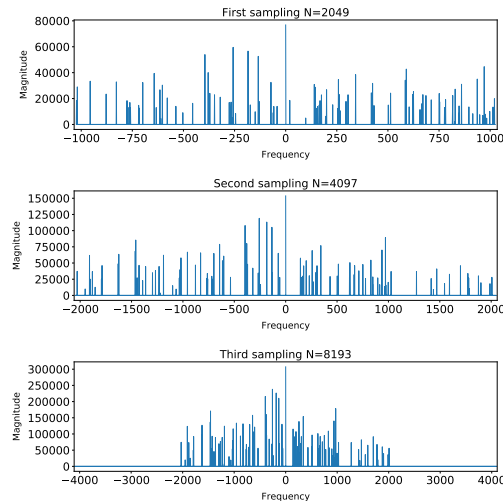 First sampling N=2049
80000
60000
40000
20000
0
Magnitude
−1000 −750 −500 −250 0 250 500 750 1000
Frequency
Second sampling N=4097
150000
125000
100000
75000
50000
25000
0
Magnitude
−2000 −1500 −1000 −500 0 500 1000 1500 2000
Frequency
Third sampling N=8193
300000
250000
200000
150000
100000
50000
0
Magnitude
−4000 −3000 −2000 −1000 0 1000 2000 3000 4000
Frequency